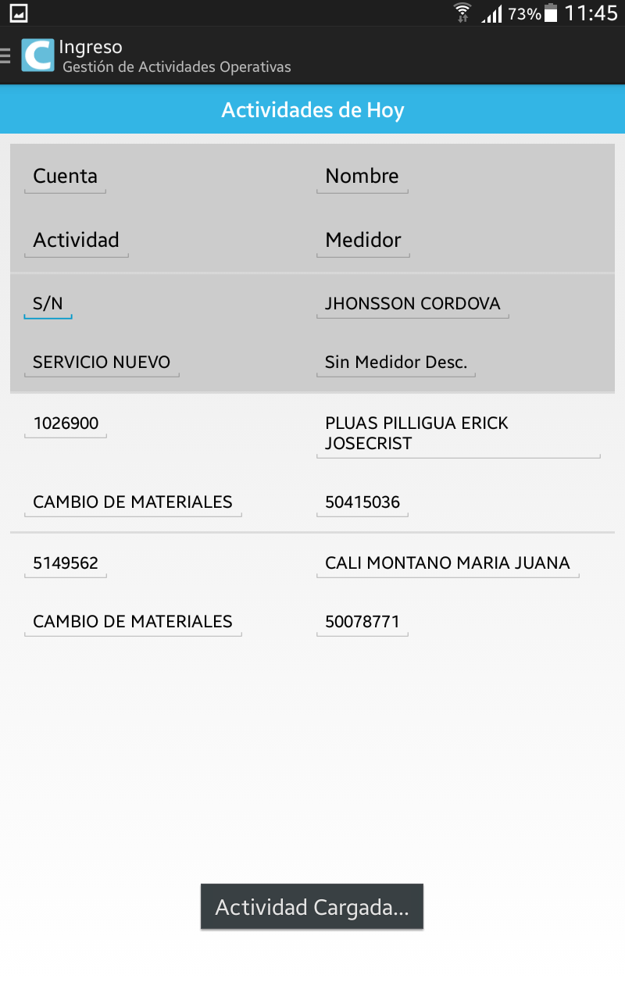 73% 11:45
C Ingreso
Gestión de Actividades Operativas
Actividades de Hoy
Cuenta Nombre
Actividad Medidor
S/N JHONSSON CORDOVA
SERVICIO NUEVO Sin Medidor Desc.
1026900 PLUAS PILLIGUA ERICK
JOSECRIST
CAMBIO DE MATERIALES 50415036
5149562 CALI MONTANO MARIA JUANA
CAMBIO DE MATERIALES 50078771
Actividad Cargada...